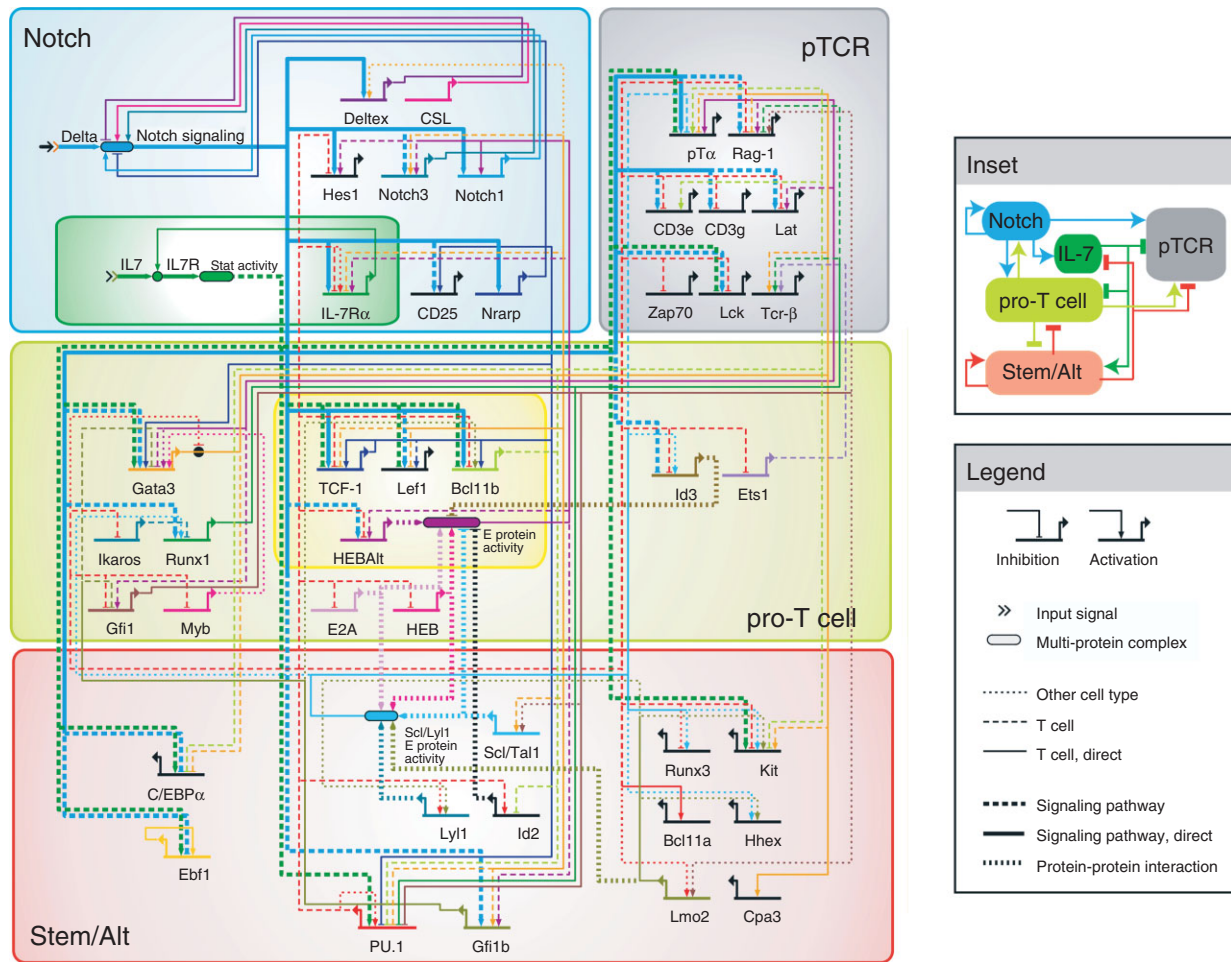 Notch
pTCR
Deltex
CSL
Delta
Notch signaling
Hes1
Notch3
Notch1
pTα
Rag-1
CD3e
CD3g
Lat
IL7
IL7R
Stat activity
IL-7Rα
CD25
Nrarp
Zap70
Lck
Tcr-β
Gata3
TCF-1
Lef1
Bcl11b
Id3
Ets1
Ikaros
Runx1
HEBAlt
E protein
activity
Gfi1
Myb
E2A
HEB
pro-T cell
Scl/Lyl1
E protein
activity
Scl/Tal1
Runx3
Kit
C/EBPα
Lyl1
Id2
Bcl11a
Hhex
Ebf1
Lmo2
Cpa3
Stem/Alt
PU.1
Gfi1b
Inset
Notch
pTCR
IL-7
pro-T cell
Stem/Alt
Legend
Inhibition
Activation
Input signal
Multi-protein complex
Other cell type
T cell
T cell, direct
Signaling pathway
Signaling pathway, direct
Protein-protein interaction